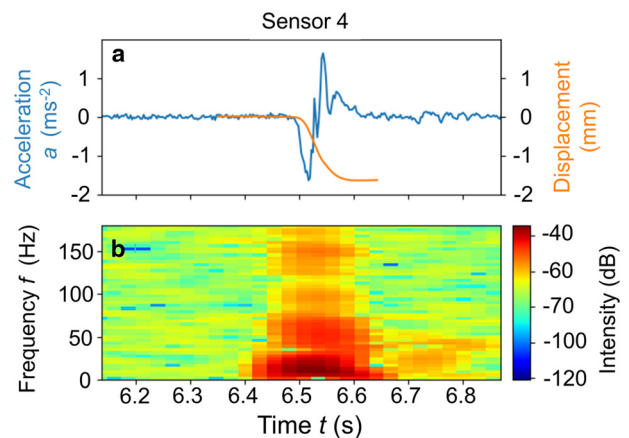 Sensor 4
a
Acceleration
a (ms-2)
1
0
-1
-2
1
0
-1
-2
Displacement
(mm)
b
Frequency f (Hz)
150
100
50
0
6.2 6.3 6.5 6.6 6.7 6.8
Time t (s)
-40
-60
-70
-80
-100
-120
Intensity (dB)